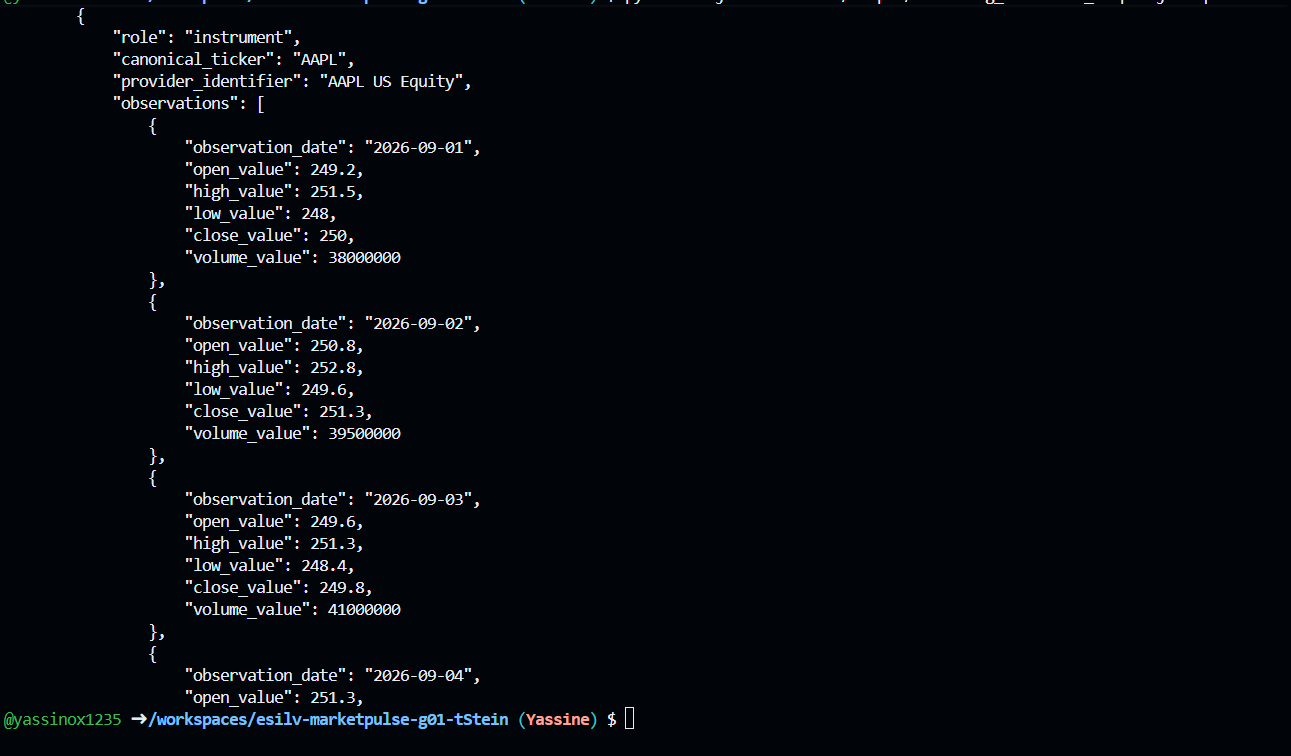 {
"role": "instrument",
"canonical_ticker": "AAPL",
"provider_identifier": "AAPL US Equity",
"observations": [
{
"observation_date": "2026-09-01",
"open_value": 249.2,
"high_value": 251.5,
"low_value": 248,
"close_value": 250,
"volume_value": 38000000
},
{
"observation_date": "2026-09-02",
"open_value": 250.8,
"high_value": 252.8,
"low_value": 249.6,
"close_value": 251.3,
"volume_value": 39500000
},
{
"observation_date": "2026-09-03",
"open_value": 249.6,
"high_value": 251.3,
"low_value": 248.4,
"close_value": 249.8,
"volume_value": 41000000
},
{
"observation_date": "2026-09-04",
"open_value": 251.3,
@yassinox1235 ➜/workspaces/esilv-marketpulse-g01-tStein (Yassine) $